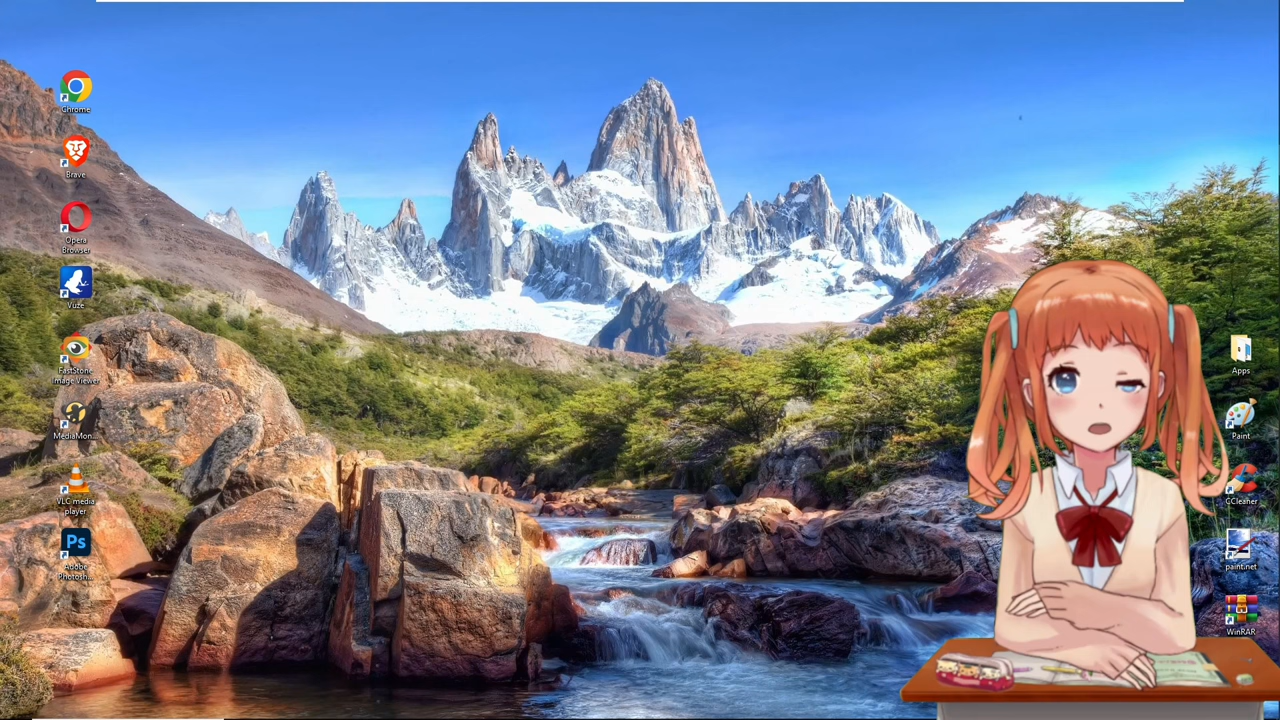 Chrome
Brave
Opera
Browser
Vuze
FastStone
Image Viewer
MediaMon...
VLC media
player
Ps
Adobe
Photosh...
Apps
Paint
CCleaner
paint.net
WinRAR